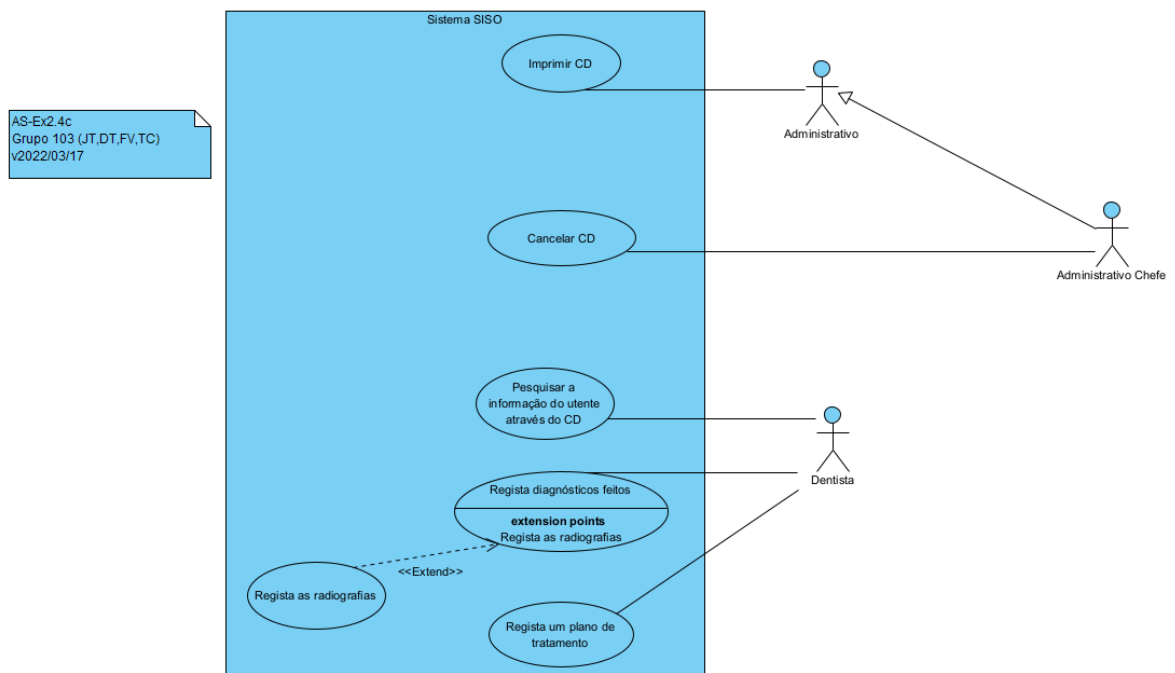 Sistema SISO
Imprimir CD
Administrativo
AS-Ex2.4c
Grupo 103 (JT,DT,FV,TC)
v2022/03/17
Cancelar CD
Administrativo Chefe
Pesquisar a
informação do utente
através do CD
Dentista
Regista diagnósticos feitos
extension points
Regista as radiografias
<<Extend>>
Regista as radiografias
Regista um plano de
tratamento